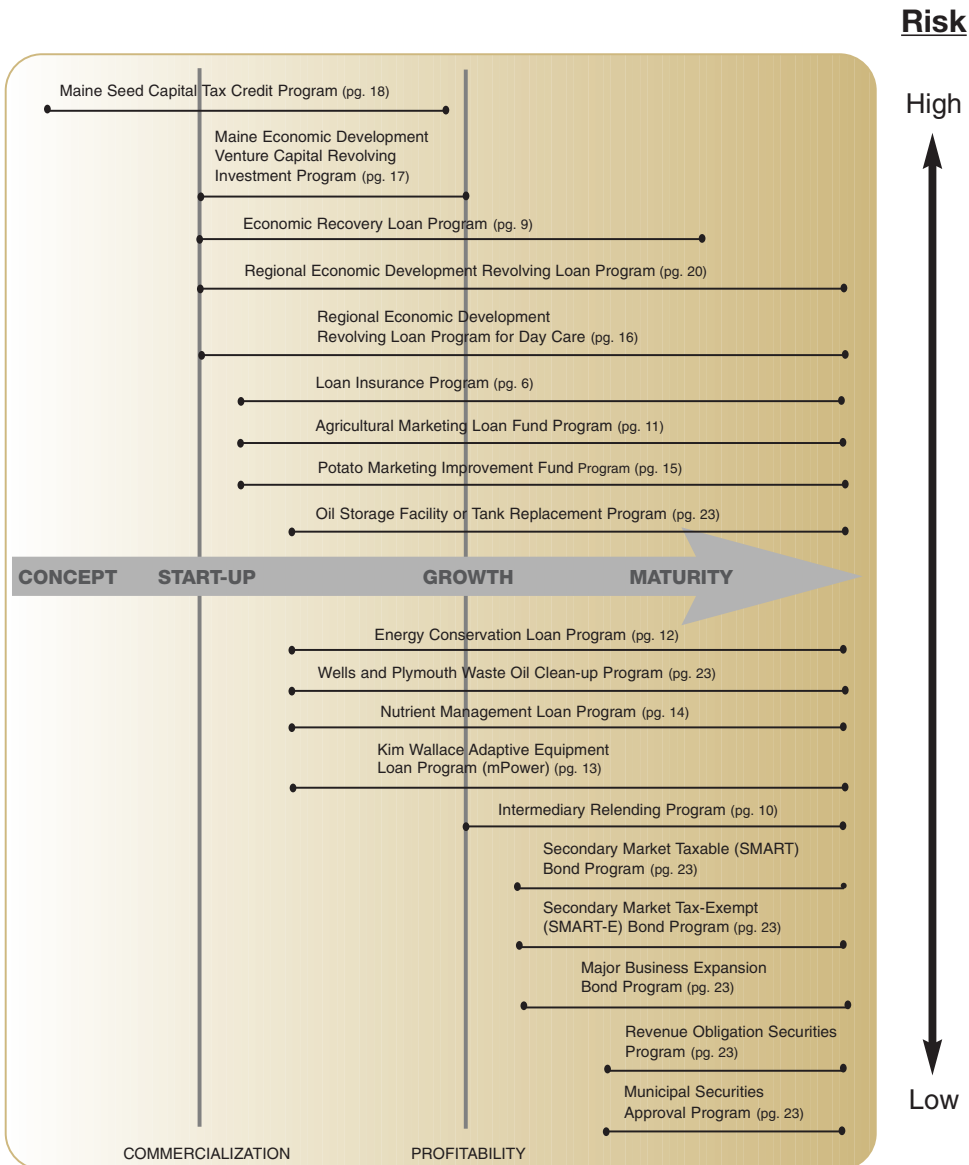 Risk
High
Maine Seed Capital Tax Credit Program (pg. 18)
Maine Economic Development
Venture Capital Revolving
Investment Program (pg. 17)
Economic Recovery Loan Program (pg. 9)
Regional Economic Development Revolving Loan Program (pg. 20)
Regional Economic Development
Revolving Loan Program for Day Care (pg. 16)
Loan Insurance Program (pg. 6)
Agricultural Marketing Loan Fund Program (pg. 11)
Potato Marketing Improvement Fund Program (pg. 15)
Oil Storage Facility or Tank Replacement Program (pg. 23)
CONCEPT START-UP GROWTH MATURITY
Energy Conservation Loan Program (pg. 12)
Wells and Plymouth Waste Oil Clean-up Program (pg. 23)
Nutrient Management Loan Program (pg. 14)
Kim Wallace Adaptive Equipment
Loan Program (mPower) (pg. 13)
Intermediary Relending Program (pg. 10)
Secondary Market Taxable (SMART)
Bond Program (pg. 23)
Secondary Market Tax-Exempt
(SMART-E) Bond Program (pg. 23)
Major Business Expansion
Bond Program (pg. 23)
Revenue Obligation Securities
Program (pg. 23)
Municipal Securities
Approval Program (pg. 23)
Low
COMMERCIALIZATION PROFITABILITY